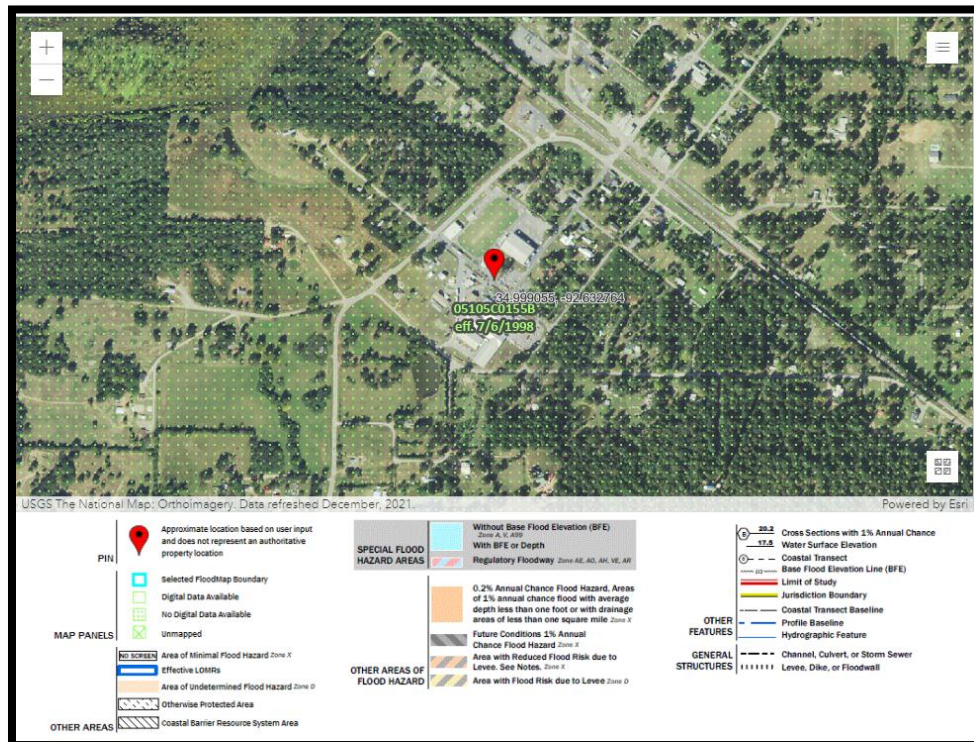 +
−
34.999055, -92.632764
05105C0155B
eff. 7/6/1998
USGS The National Map: Orthoimagery. Data refreshed December, 2021.
Powered by Esri
PIN
Approximate location based on user input
and does not represent an authoritative
property location
MAP PANELS
Selected FloodMap Boundary
Digital Data Available
No Digital Data Available
Unmapped
OTHER AREAS
NO SCREEN Area of Minimal Flood Hazard Zone X
Effective LOMRs
Area of Undetermined Flood Hazard Zone D
Otherwise Protected Area
Coastal Barrier Resource System Area
SPECIAL FLOOD
HAZARD AREAS
Without Base Flood Elevation (BFE)
Zone A, V, A99
With BFE or Depth
Regulatory Floodway Zone AE, AO, AH, VE, AR
OTHER AREAS OF
FLOOD HAZARD
0.2% Annual Chance Flood Hazard, Areas
of 1% annual chance flood with average
depth less than one foot or with drainage
areas of less than one square mile Zone X
Future Conditions 1% Annual
Chance Flood Hazard Zone X
Area with Reduced Flood Risk due to
Levee. See Notes. Zone X
Area with Flood Risk due to Levee Zone D
OTHER
FEATURES
20.2 Cross Sections with 1% Annual Chance
17.5 Water Surface Elevation
Coastal Transect
Base Flood Elevation Line (BFE)
Limit of Study
Jurisdiction Boundary
Coastal Transect Baseline
Profile Baseline
Hydrographic Feature
GENERAL
STRUCTURES
Channel, Culvert, or Storm Sewer
Levee, Dike, or Floodwall